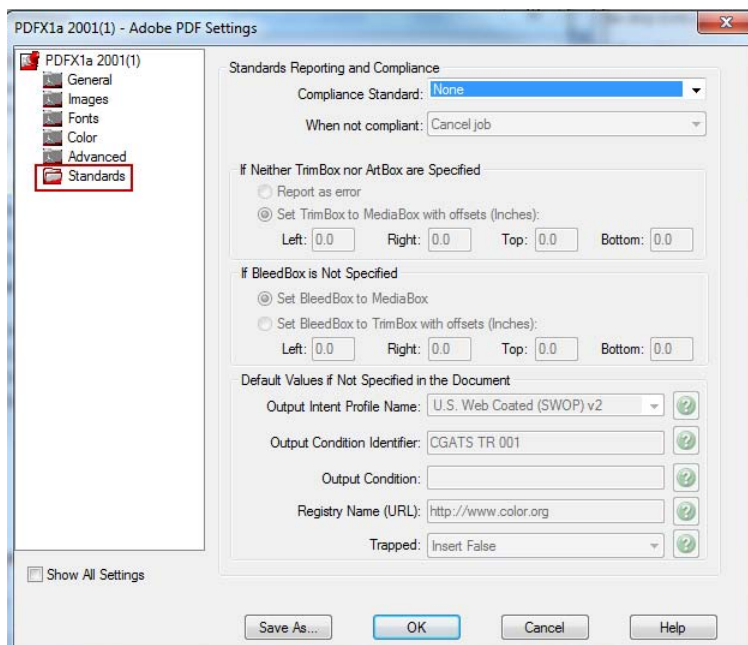 PDFX1a 2001(1) - Adobe PDF Settings
PDFX1a 2001(1)
General
Images
Fonts
Color
Advanced
Standards
Show All Settings
Standards Reporting and Compliance
Compliance Standard: None
When not compliant: Cancel job
If Neither TrimBox nor ArtBox are Specified
Report as error
Set TrimBox to MediaBox with offsets (Inches):
Left: 0.0 Right: 0.0 Top: 0.0 Bottom: 0.0
If BleedBox is Not Specified
Set BleedBox to MediaBox
Set BleedBox to TrimBox with offsets (Inches):
Left: 0.0 Right: 0.0 Top: 0.0 Bottom: 0.0
Default Values if Not Specified in the Document
Output Intent Profile Name: U.S. Web Coated (SWOP) v2 ?
Output Condition Identifier: CGATS TR 001 ?
Output Condition: ?
Registry Name (URL): http://www.color.org ?
Trapped: Insert False ?
Save As... OK Cancel Help